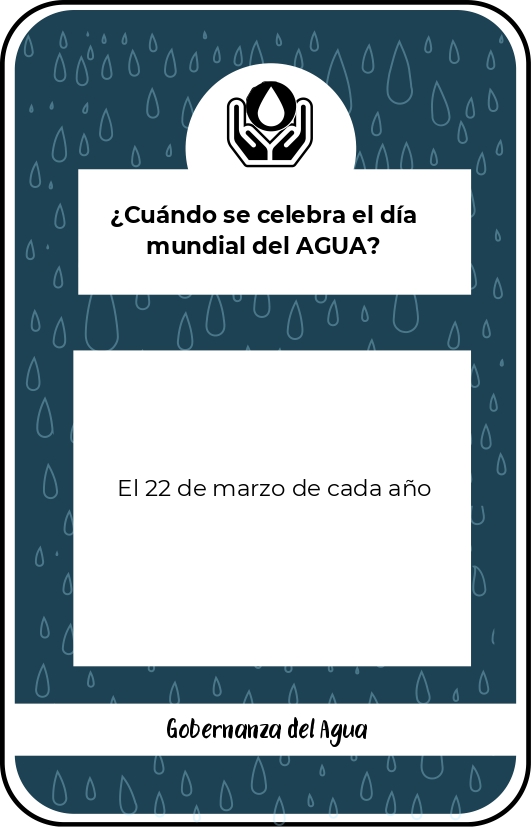 ¿Cuándo se celebra el día
mundial del AGUA?
El 22 de marzo de cada año
Gobernanza del Agua